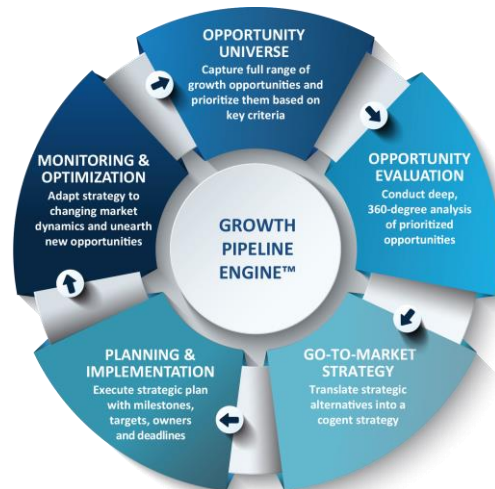 OPPORTUNITY
UNIVERSE
Capture full range of
growth opportunities and
prioritize them based on
key criteria
OPPORTUNITY
EVALUATION
Conduct deep,
360-degree analysis
of prioritized
opportunities
GO-TO-MARKET
STRATEGY
Translate strategic
alternatives into a
cogent strategy
PLANNING &
IMPLEMENTATION
Execute strategic plan
with milestones,
targets, owners
and deadlines
MONITORING &
OPTIMIZATION
Adapt strategy to
changing market
dynamics and unearth
new opportunities
GROWTH
PIPELINE
ENGINE™